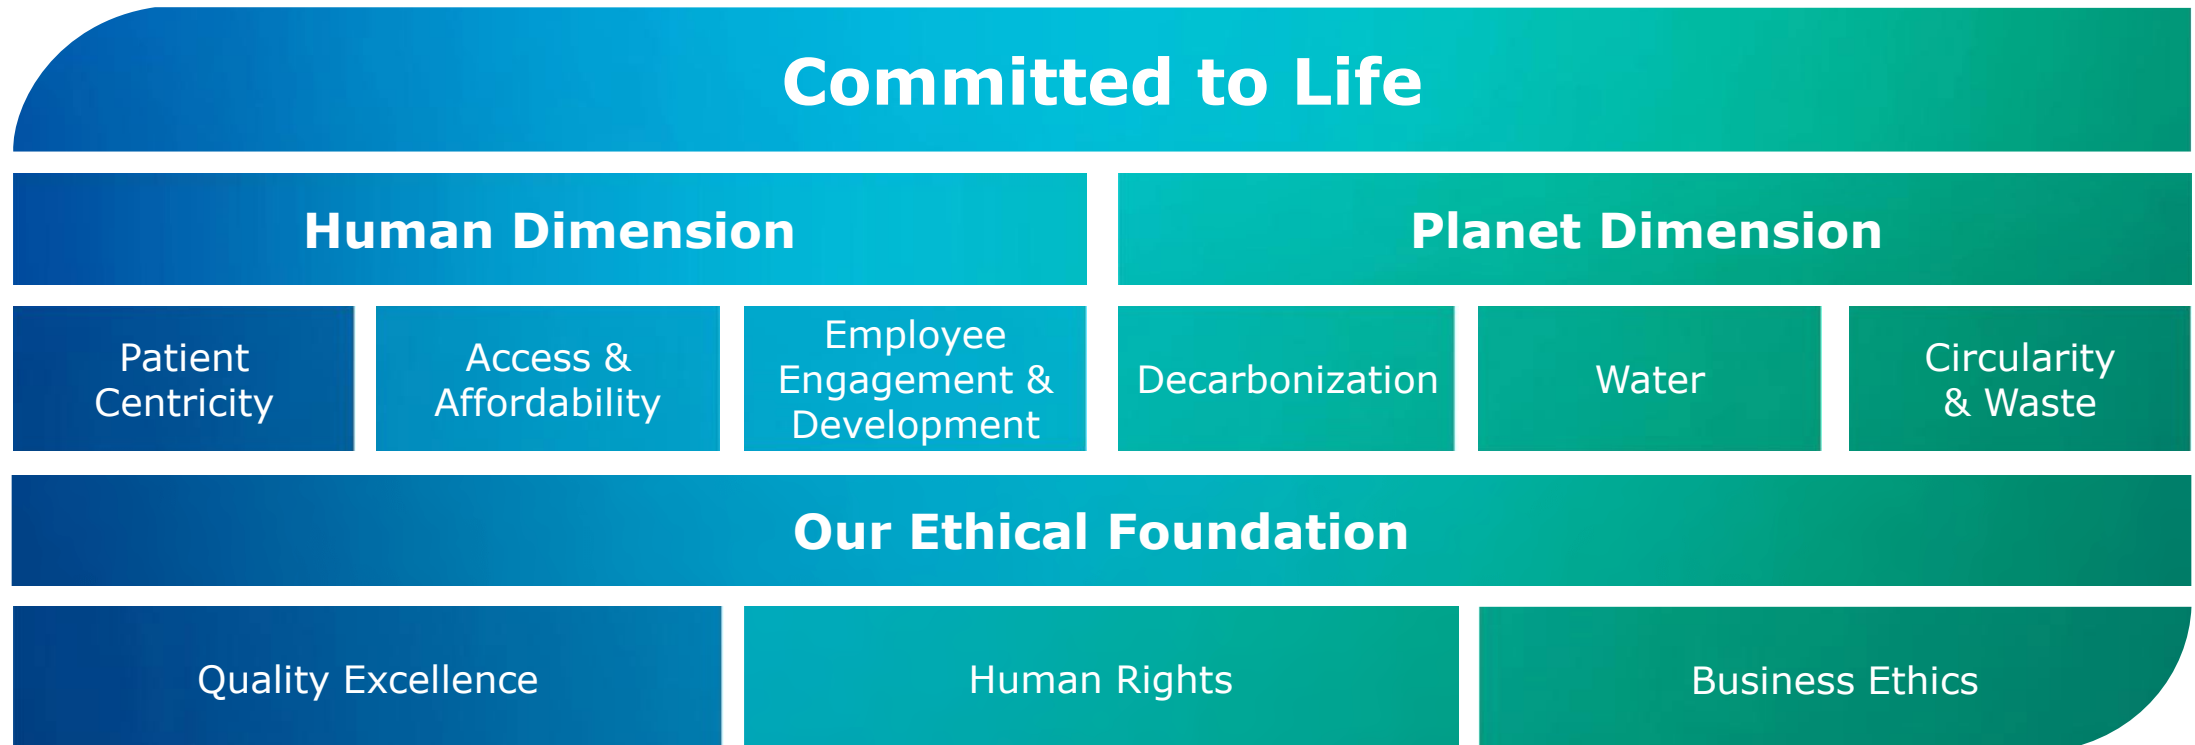 Committed to Life
Human Dimension
Planet Dimension
Patient
Centricity
Access &
Affordability
Employee
Engagement &
Development
Decarbonization
Water
Circularity
& Waste
Our Ethical Foundation
Quality Excellence
Human Rights
Business Ethics